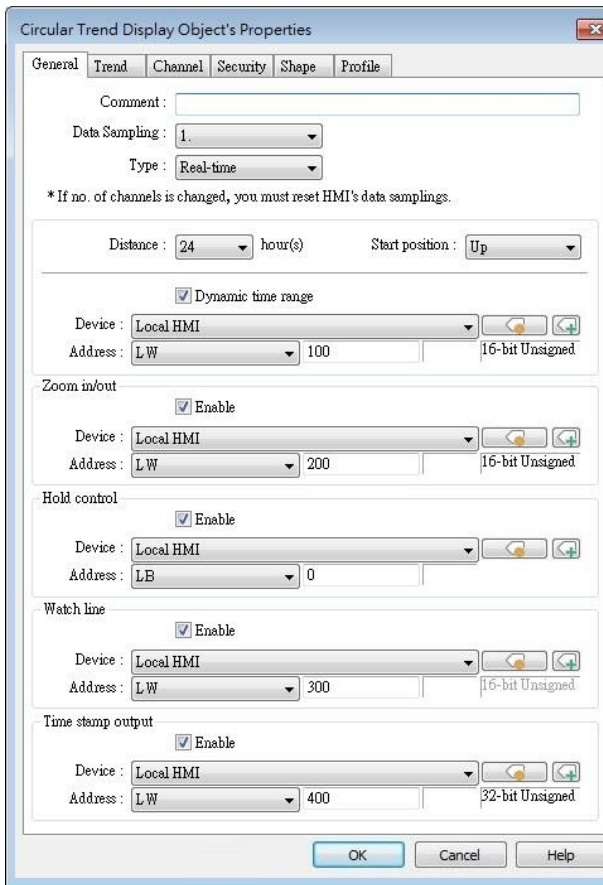 Circular Trend Display Object's Properties
General Trend Channel Security Shape Profile
Comment :
Data Sampling : 1.
Type : Real-time
* If no. of channels is changed, you must reset HMI's data samplings.
Distance : 24 hour(s) Start position : Up
Dynamic time range
Device : Local HMI
Address : LW 100 16-bit Unsigned
Zoom in/out
Enable
Device : Local HMI
Address : LW 200 16-bit Unsigned
Hold control
Enable
Device : Local HMI
Address : LB 0
Watch line
Enable
Device : Local HMI
Address : LW 300 16-bit Unsigned
Time stamp output
Enable
Device : Local HMI
Address : LW 400 32-bit Unsigned
OK Cancel Help